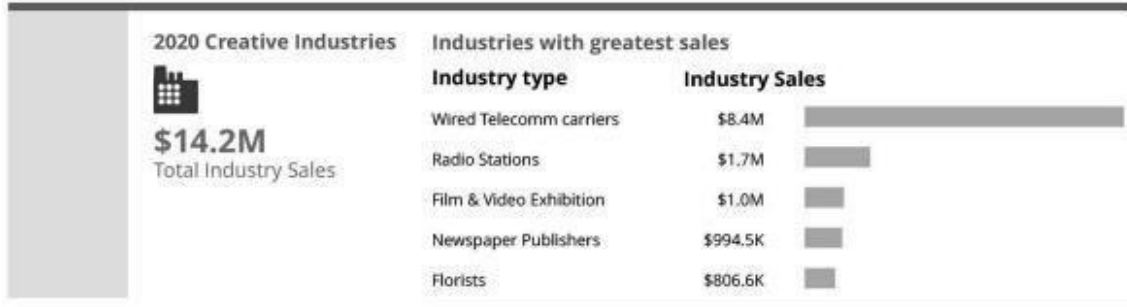 2020 Creative Industries
$14.2M
Total Industry Sales
Industries with greatest sales
Industry type Industry Sales
Wired Telecomm carriers $8.4M
Radio Stations $1.7M
Film & Video Exhibition $1.0M
Newspaper Publishers $994.5K
Florists $806.6K